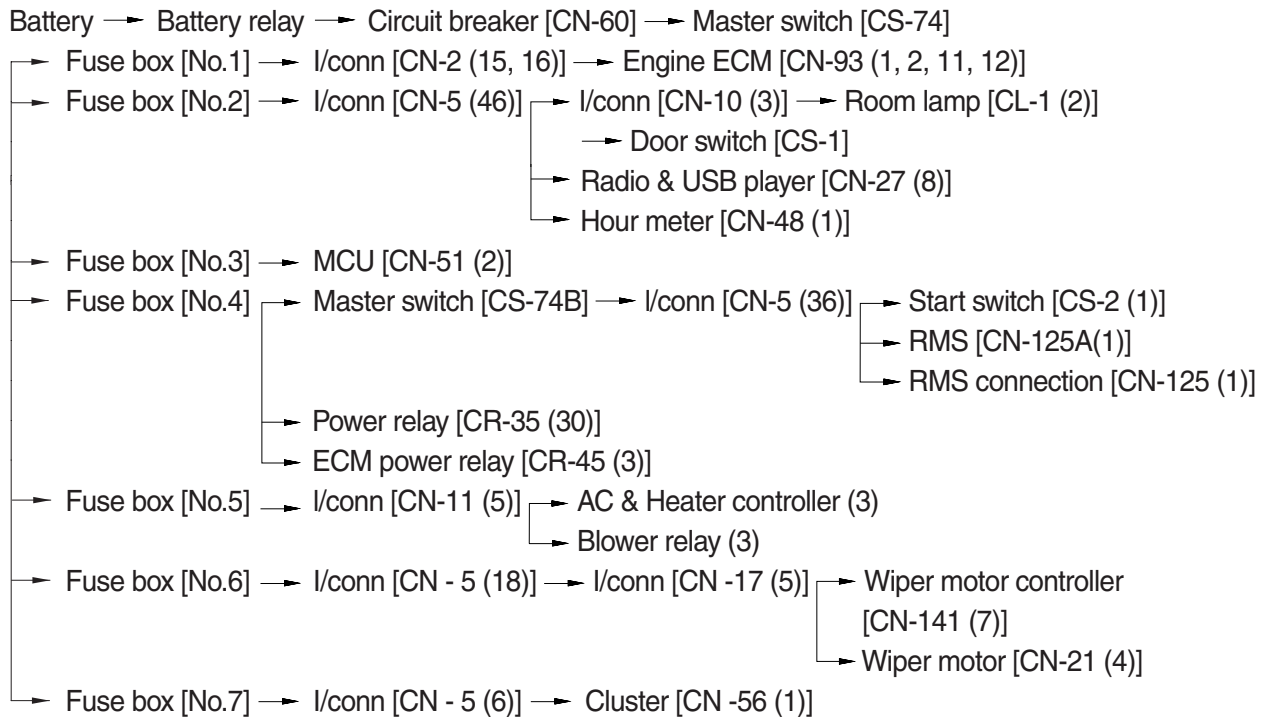 Battery → Battery relay → Circuit breaker [CN-60] → Master switch [CS-74]
Fuse box [No.1] → I/conn [CN-2 (15, 16)] → Engine ECM [CN-93 (1, 2, 11, 12)]
Fuse box [No.2] → I/conn [CN-5 (46)] → I/conn [CN-10 (3)] → Room lamp [CL-1 (2)]
→ Door switch [CS-1]
→ Radio & USB player [CN-27 (8)]
→ Hour meter [CN-48 (1)]
Fuse box [No.3] → MCU [CN-51 (2)]
Fuse box [No.4] → Master switch [CS-74B] → I/conn [CN-5 (36)] → Start switch [CS-2 (1)]
→ RMS [CN-125A(1)]
→ RMS connection [CN-125 (1)]
→ Power relay [CR-35 (30)]
→ ECM power relay [CR-45 (3)]
Fuse box [No.5] → I/conn [CN-11 (5)] → AC & Heater controller (3)
→ Blower relay (3)
Fuse box [No.6] → I/conn [CN - 5 (18)] → I/conn [CN -17 (5)] → Wiper motor controller
[CN-141 (7)]
→ Wiper motor [CN-21 (4)]
Fuse box [No.7] → I/conn [CN - 5 (6)] → Cluster [CN -56 (1)]